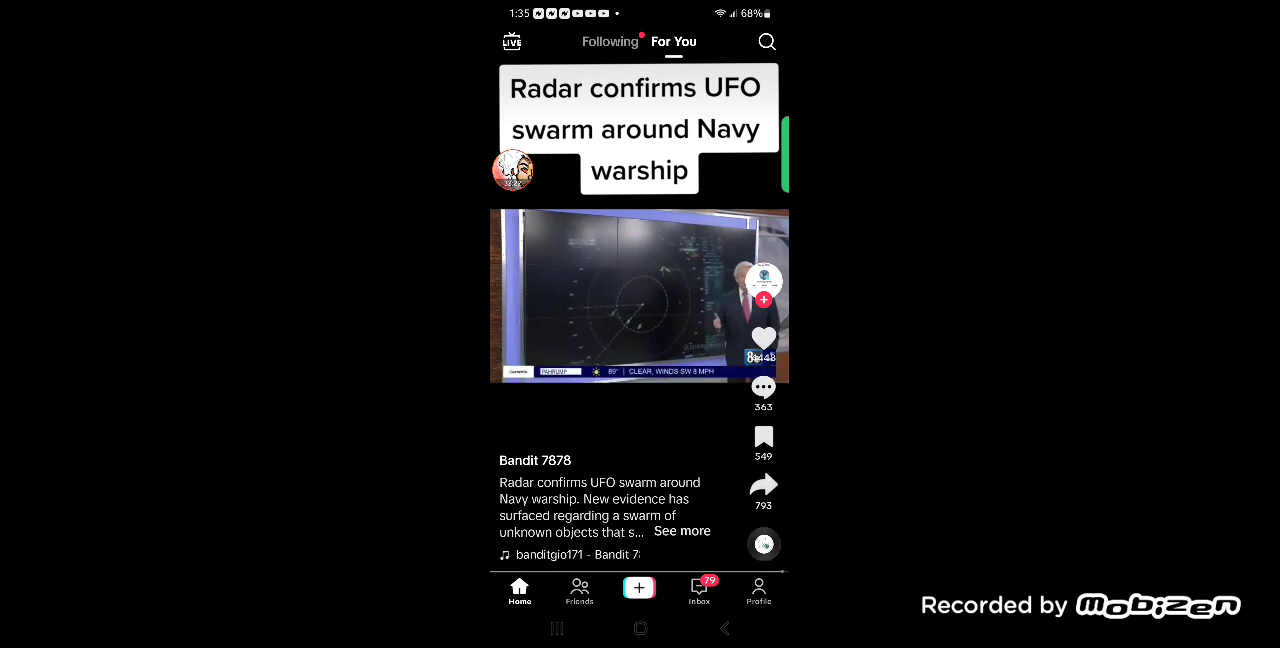 1:35
68%
LIVE
Following
For You
Radar confirms UFO
swarm around Navy
warship
PAHRUMP 89° CLEAR, WINDS SW 8 MPH
363
549
793
Bandit 7878
Radar confirms UFO swarm around
Navy warship. New evidence has
surfaced regarding a swarm of
unknown objects that s... See more
banditgio171 - Bandit 7
Home
Friends
79
Inbox
Profile
Recorded by mobizen